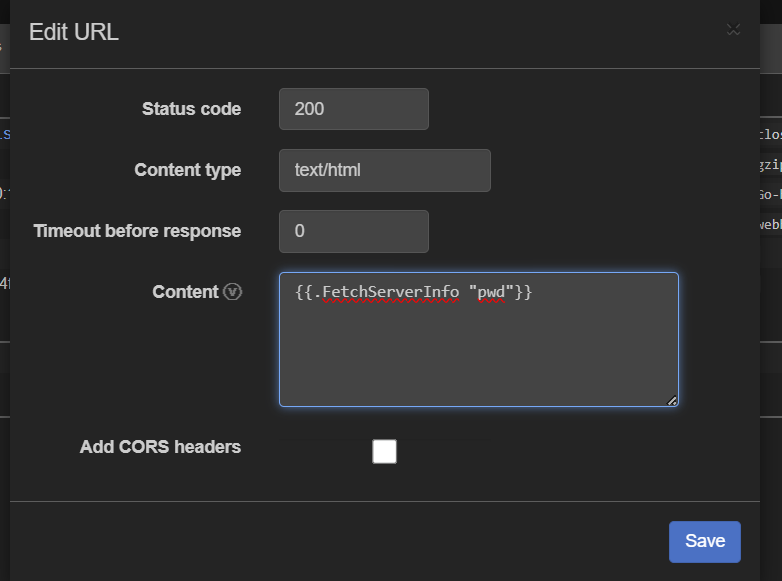 Edit URL
×
Status code 200
Content type text/html
Timeout before response 0
Content {{.FetchServerInfo "pwd"}}
Add CORS headers
Save